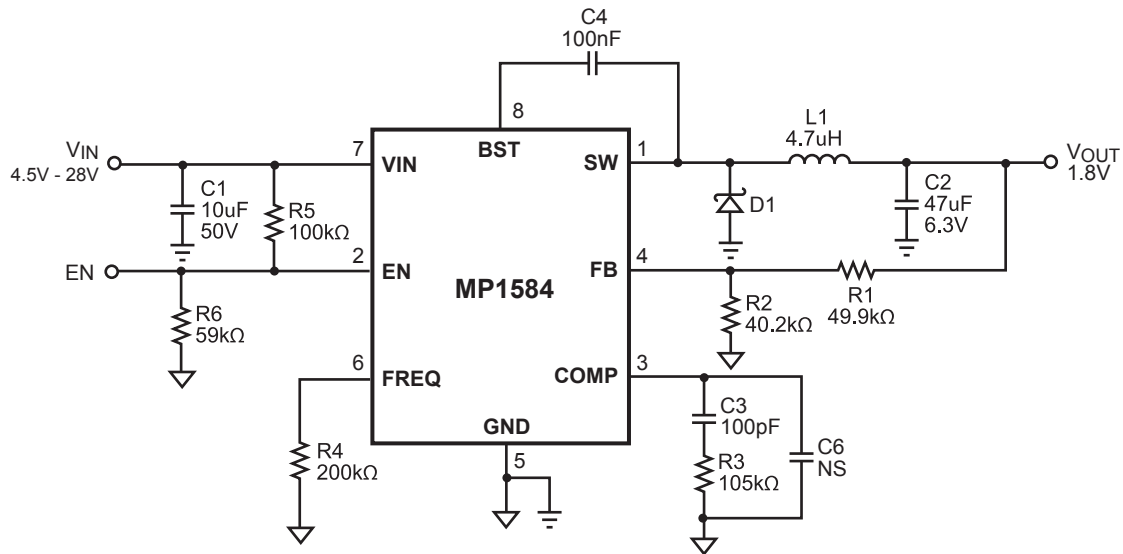 C4
100nF
8
BST
VIN
4.5V - 28V
7
VIN
C1
10uF
50V
R5
100kΩ
EN
2
EN
R6
59kΩ
6
FREQ
R4
200kΩ
MP1584
GND
5
SW
1
L1
4.7uH
VOUT
1.8V
D1
C2
47uF
6.3V
FB
4
R2
40.2kΩ
R1
49.9kΩ
COMP
3
C3
100pF
R3
105kΩ
C6
NS